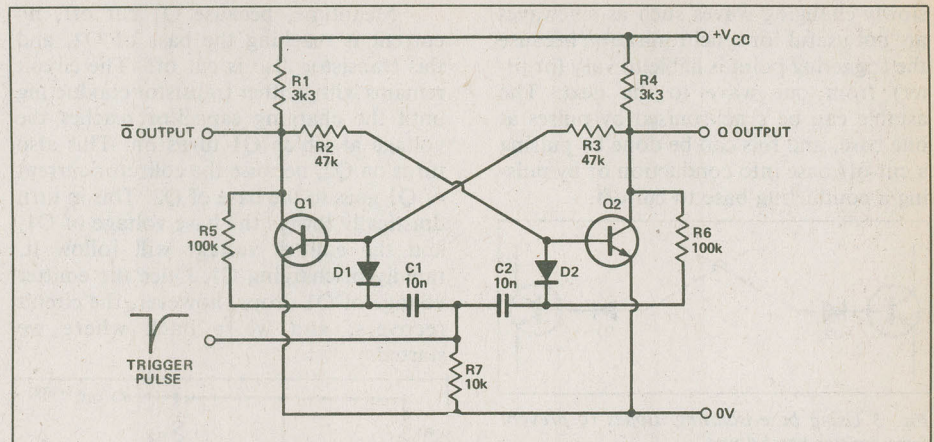 +VCC
R1
3k3
R4
3k3
Q̅ OUTPUT
R2
47k
R3
47k
Q OUTPUT
Q1
Q2
R5
100k
R6
100k
D1
C1
10n
C2
10n
D2
TRIGGER
PULSE
R7
10k
0V